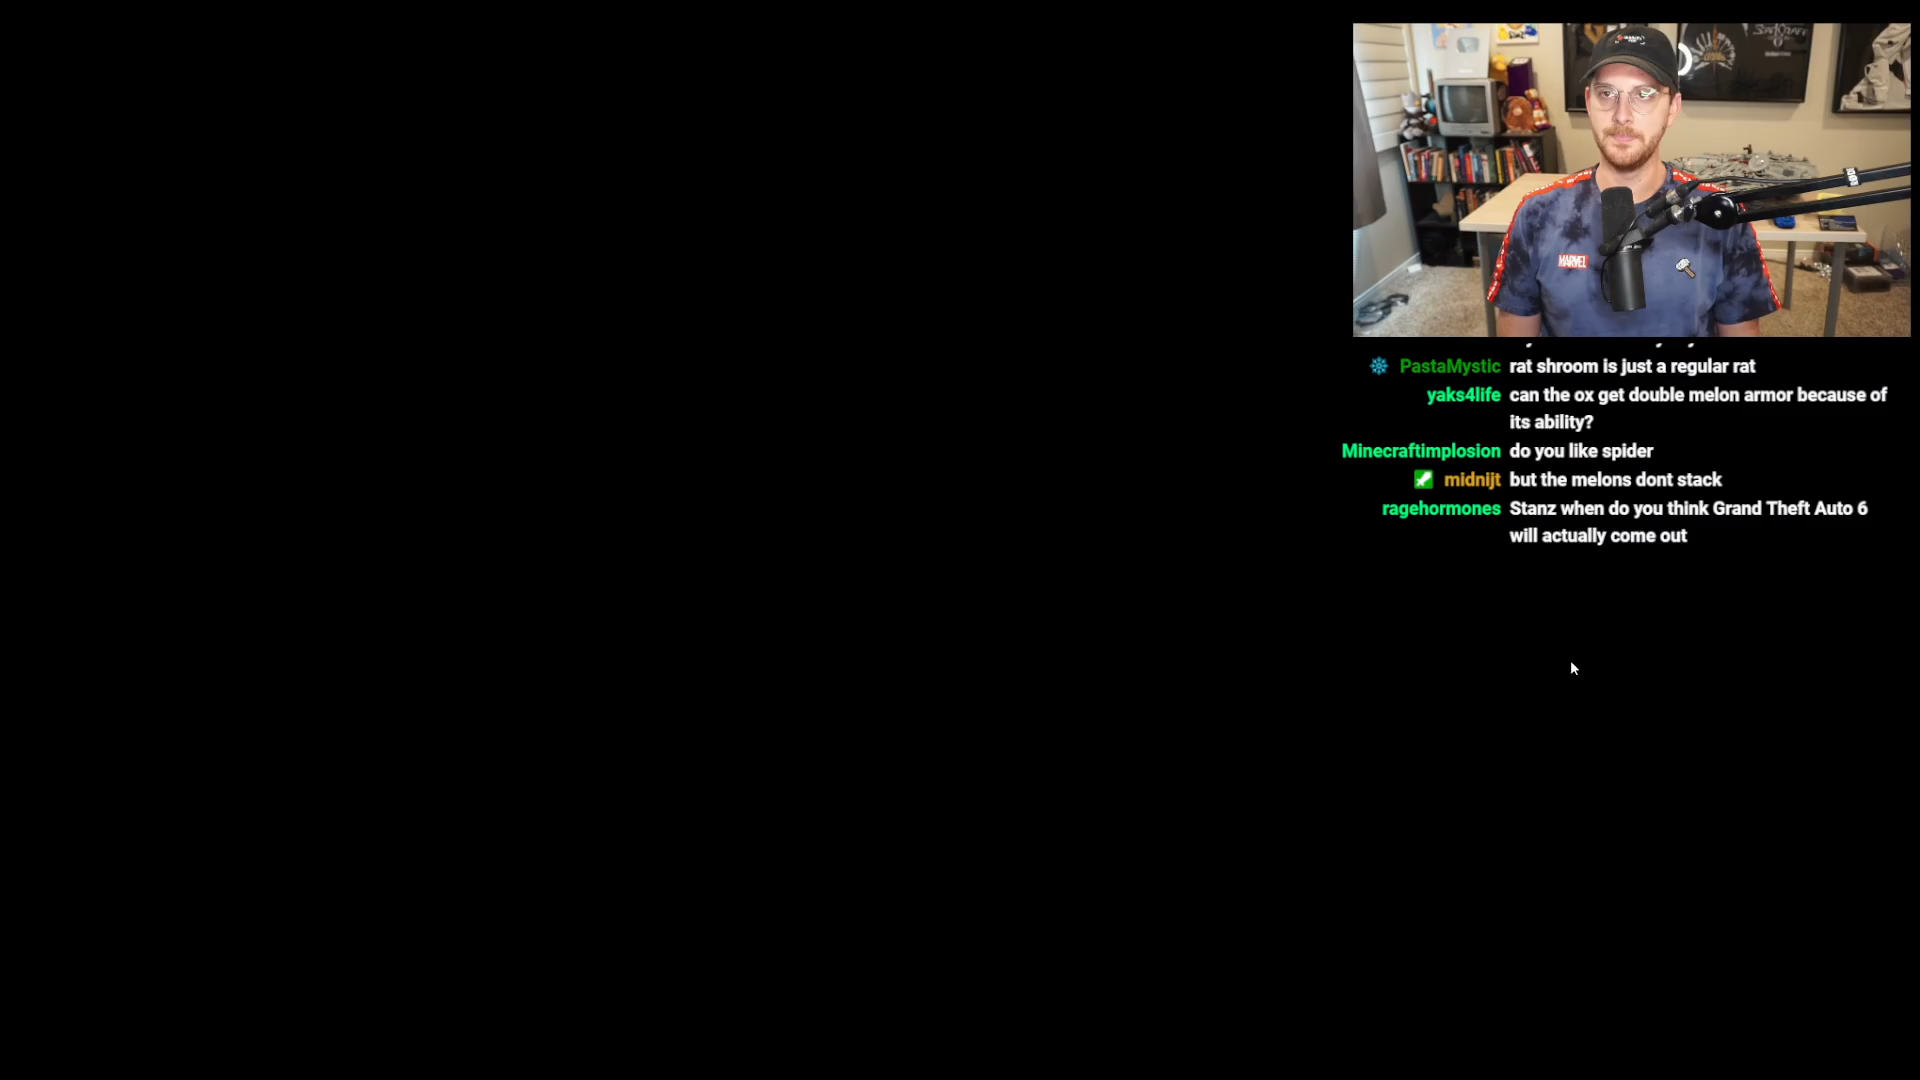 MARVEL
PastaMystic rat shroom is just a regular rat
yaks4life can the ox get double melon armor because of
its ability?
Minecraftimplosion do you like spider
midnijt but the melons dont stack
ragehormones Stanz when do you think Grand Theft Auto 6
will actually come out